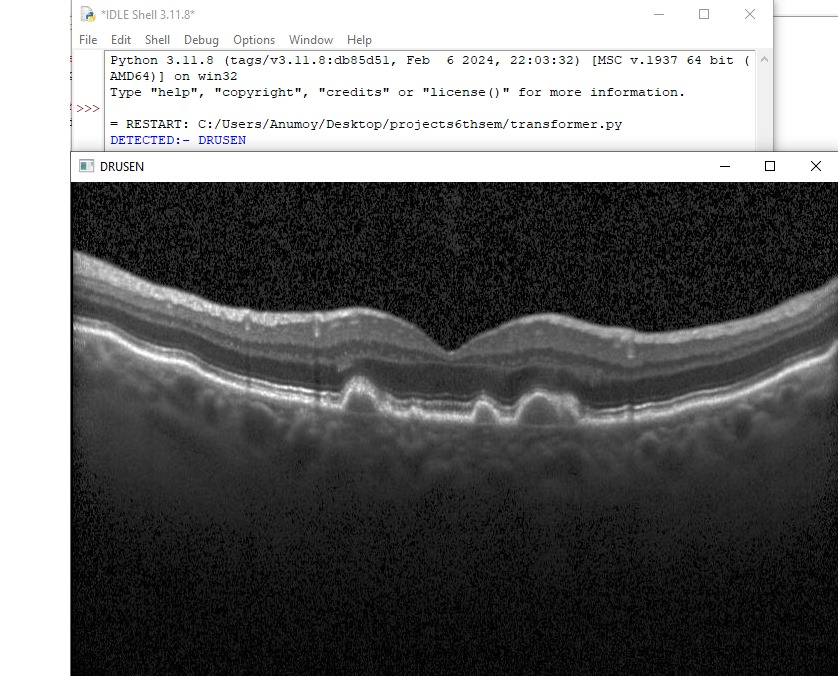 *IDLE Shell 3.11.8*
File Edit Shell Debug Options Window Help
Python 3.11.8 (tags/v3.11.8:db85d51, Feb  6 2024, 22:03:32) [MSC v.1937 64 bit (
AMD64)] on win32
Type "help", "copyright", "credits" or "license()" for more information.
>>>
= RESTART: C:/Users/Anumoy/Desktop/projects6thsem/transformer.py
DETECTED:- DRUSEN
DRUSEN